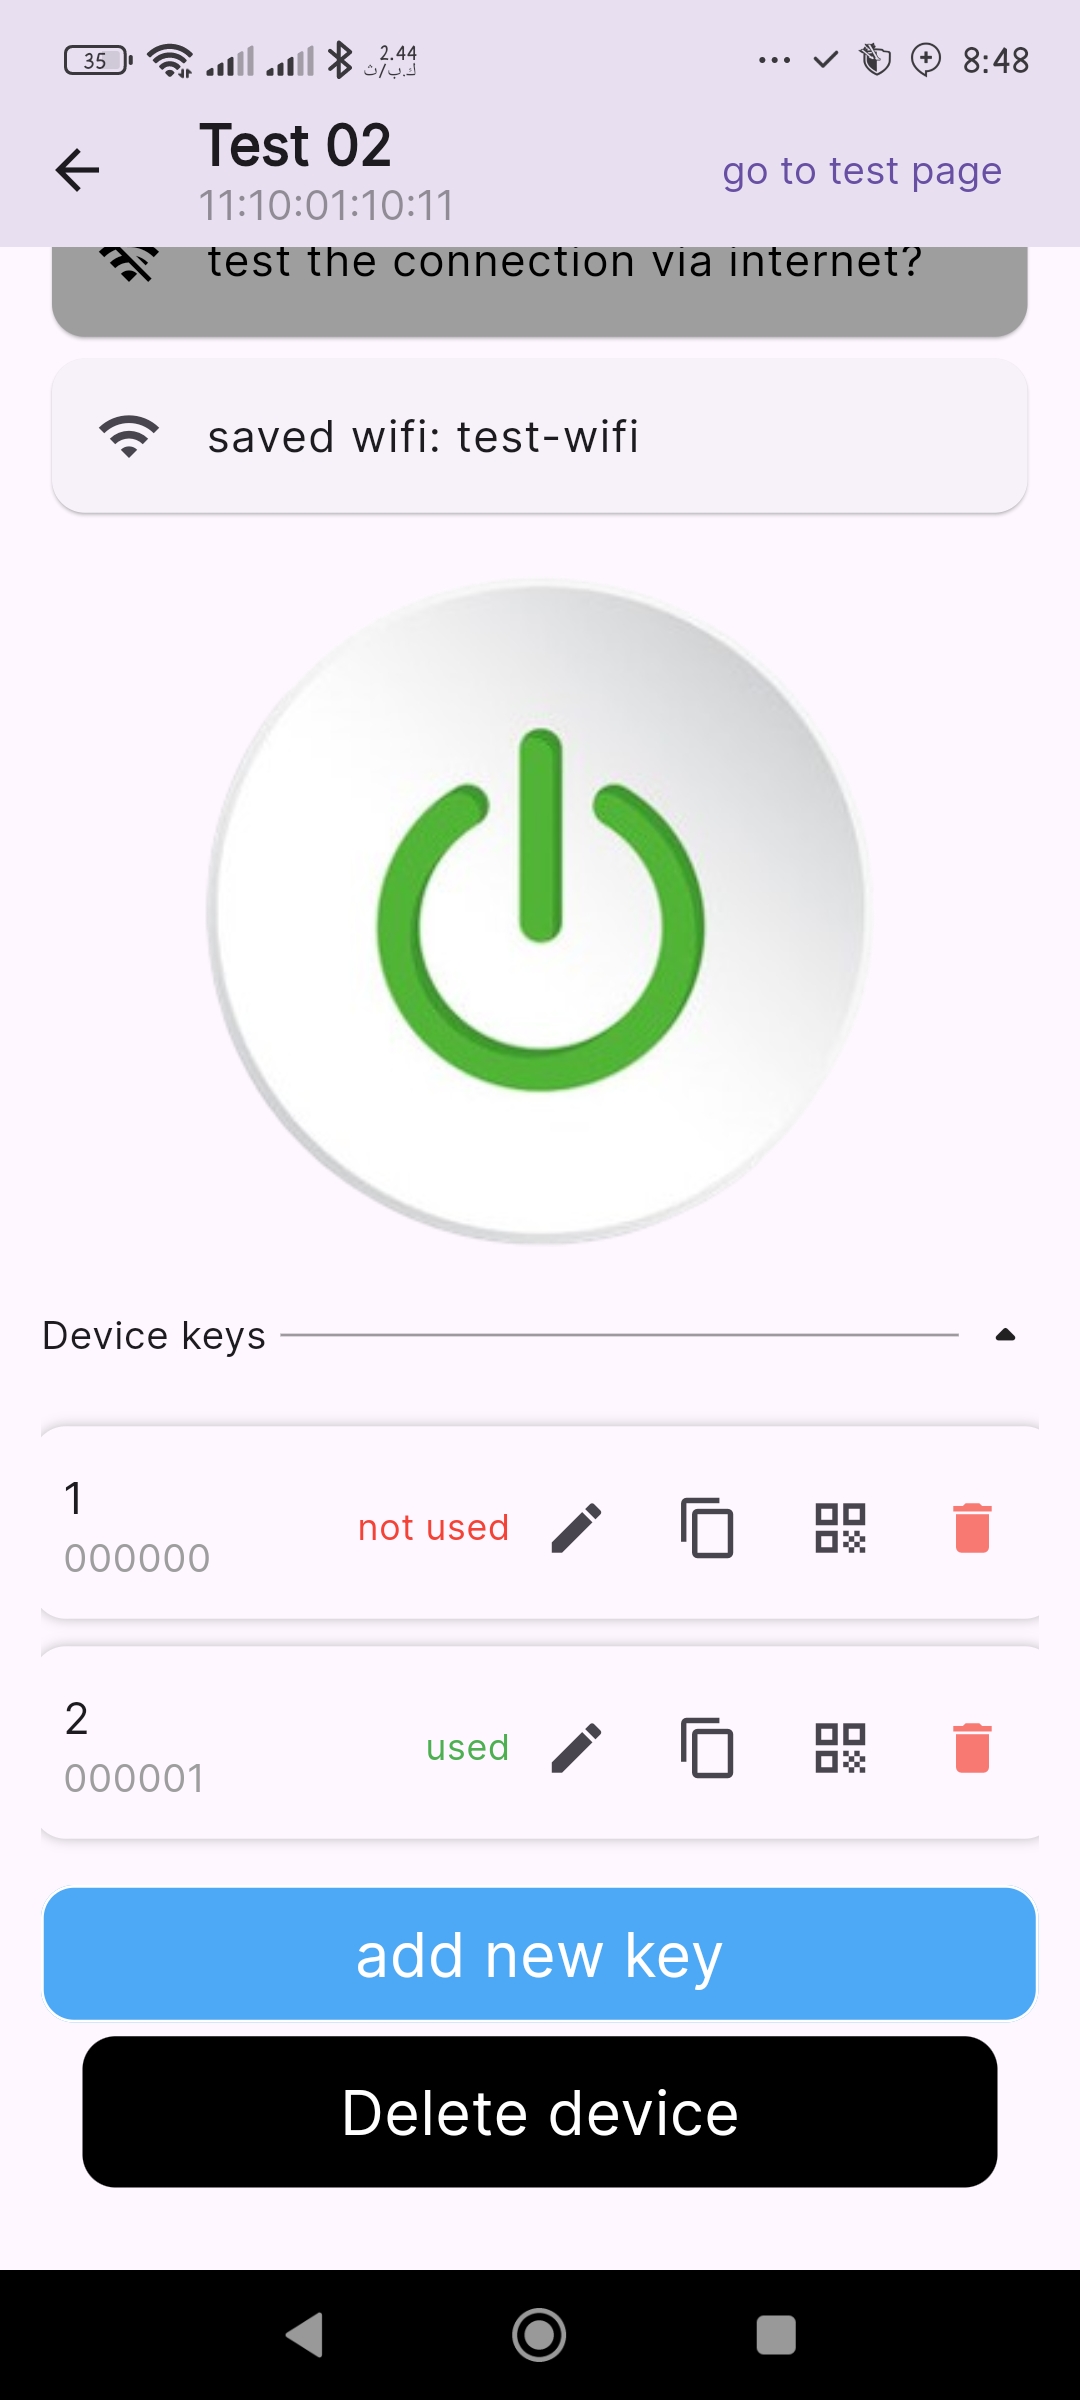 35
2.44
ك.ب/ث
8:48
Test 02
11:10:01:10:11
go to test page
test the connection via internet?
saved wifi: test-wifi
Device keys
1
000000
not used
2
000001
used
add new key
Delete device